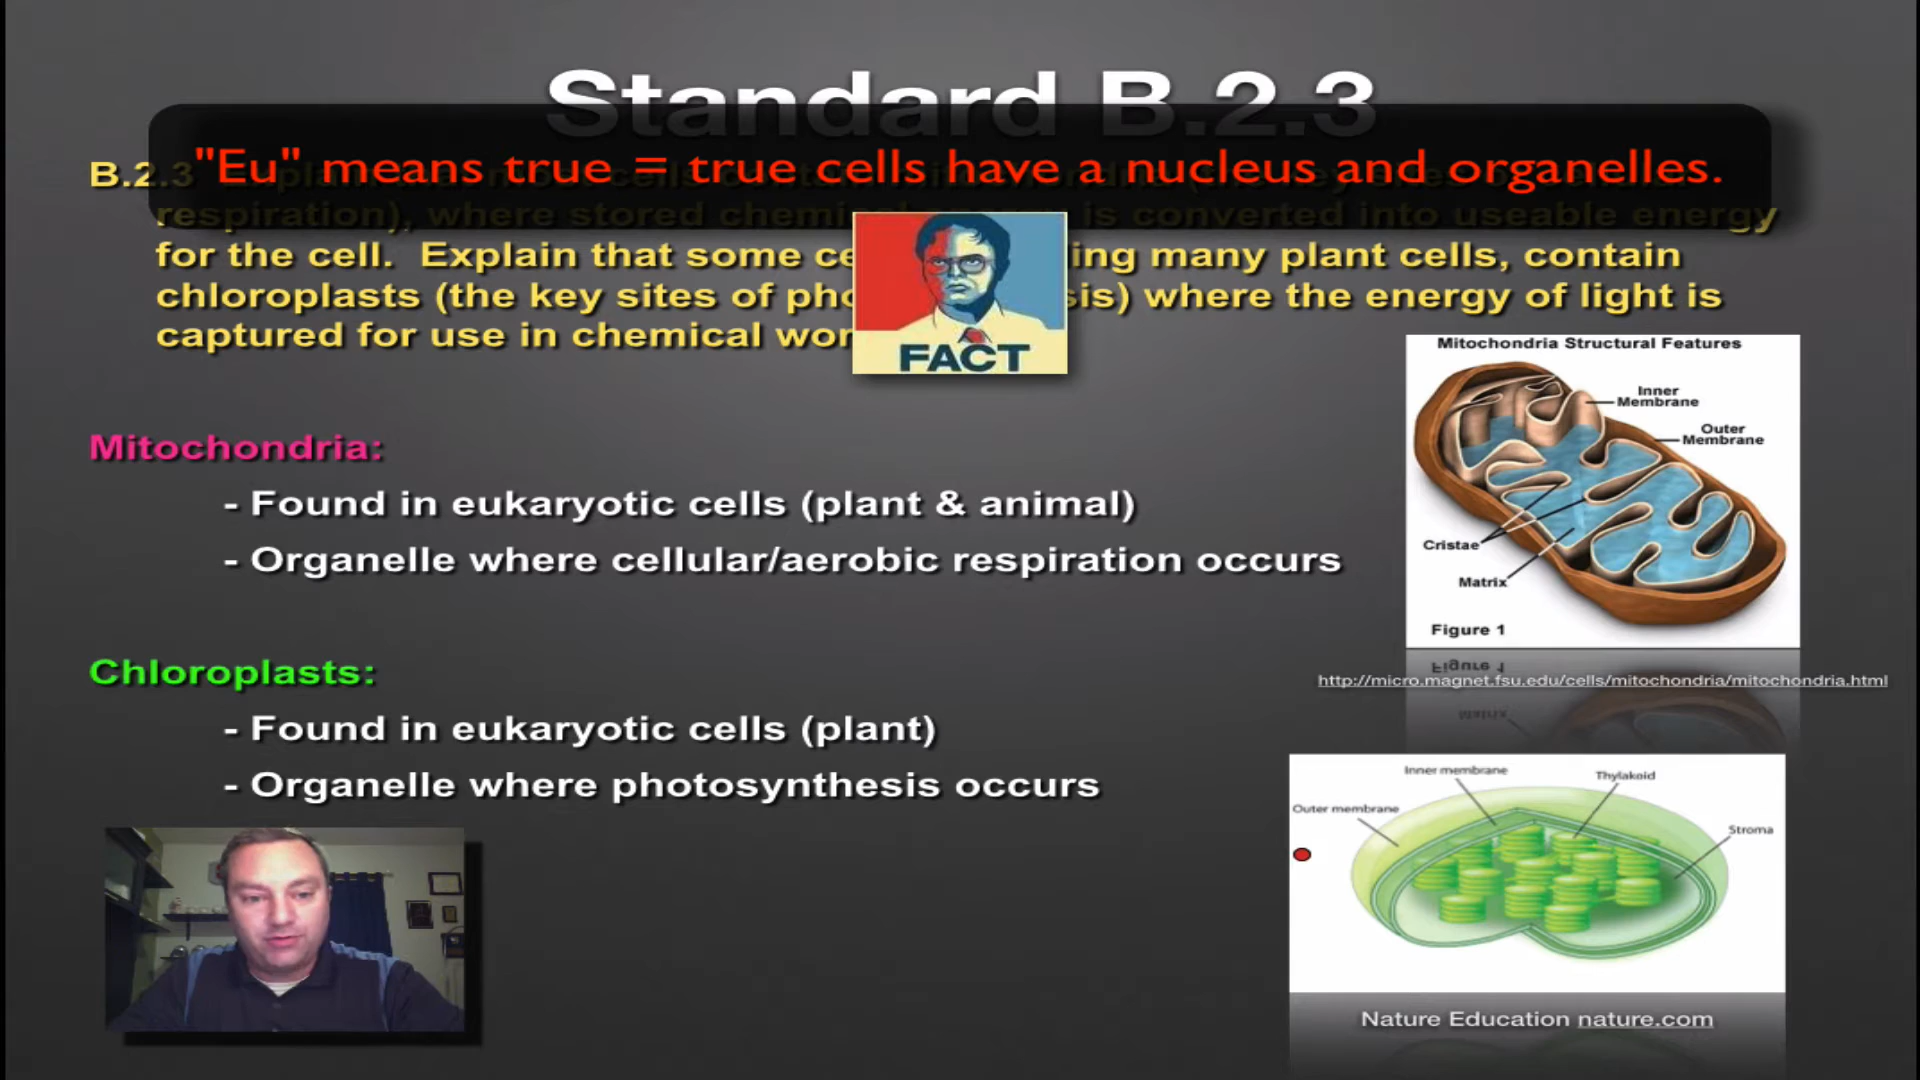 Standard B.2.3
"Eu" means true = true cells have a nucleus and organelles.
B.2.3
respiration), where stored chemical energy is converted into useable energy
for the cell. Explain that some ing many plant cells, contain
chloroplasts (the key sites of sis) where the energy of light is
captured for use in chemical
FACT
Mitochondria:
- Found in eukaryotic cells (plant & animal)
- Organelle where cellular/aerobic respiration occurs
Chloroplasts:
- Found in eukaryotic cells (plant)
- Organelle where photosynthesis occurs
Mitochondria Structural Features
Inner
Membrane
Outer
Membrane
Cristae
Matrix
Figure 1
http://micro.magnet.fsu.edu/cells/mitochondria/mitochondria.html
Inner membrane
Thylakoid
Outer membrane
Stroma
Nature Education nature.com